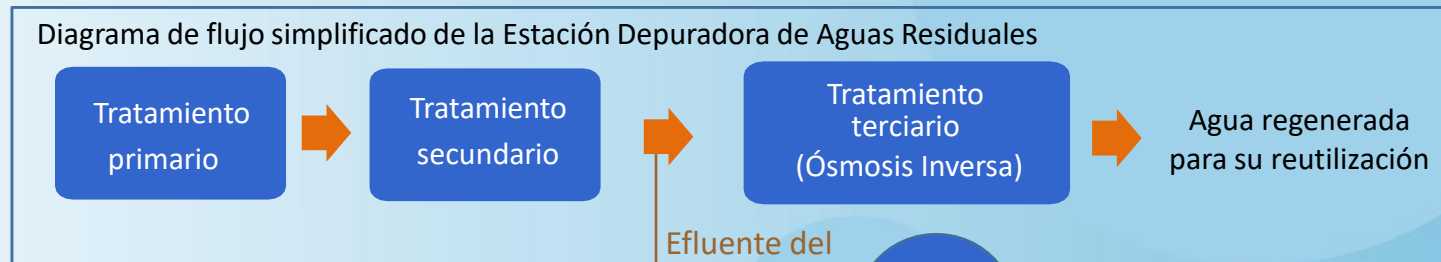 Diagrama de flujo simplificado de la Estación Depuradora de Aguas Residuales
Tratamiento
primario
Tratamiento
secundario
Tratamiento
terciario
(Ósmosis Inversa)
Agua regenerada
para su reutilización
Efluente del